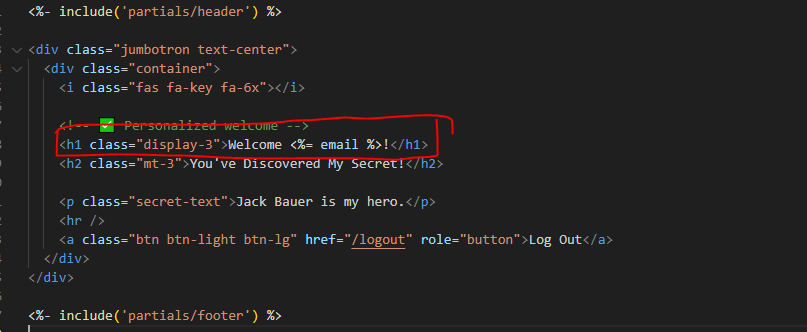 <%- include('partials/header') %>
<div class="jumbotron text-center">
<div class="container">
<i class="fas fa-key fa-6x"></i>
<!-- ✅ Personalized welcome -->
<h1 class="display-3">Welcome <%= email %>!</h1>
<h2 class="mt-3">You've Discovered My Secret!</h2>
<p class="secret-text">Jack Bauer is my hero.</p>
<hr />
<a class="btn btn-light btn-lg" href="/logout" role="button">Log Out</a>
</div>
</div>
<%- include('partials/footer') %>